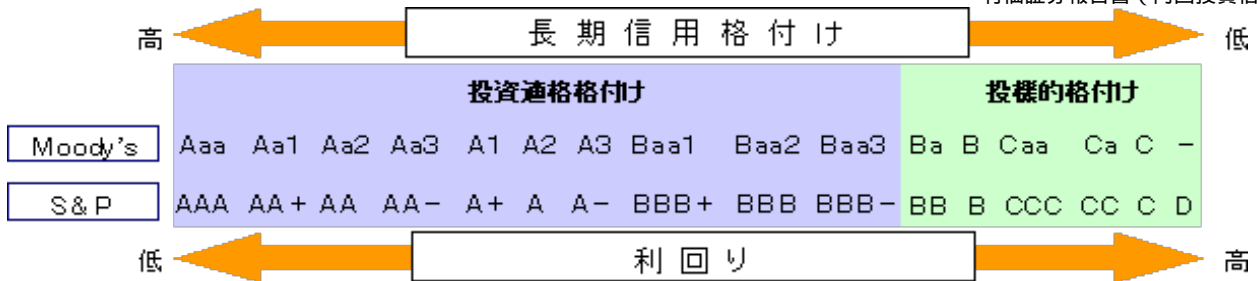 高 長期信用格付け 低
投資適格格付け 投機的格付け
Moody's Aaa Aa1 Aa2 Aa3 A1 A2 A3 Baa1 Baa2 Baa3 Ba B Caa Ca C -
S&P AAA AA+ AA AA- A+ A A- BBB+ BBB BBB- BB B CCC CC C D
低 利回り 高